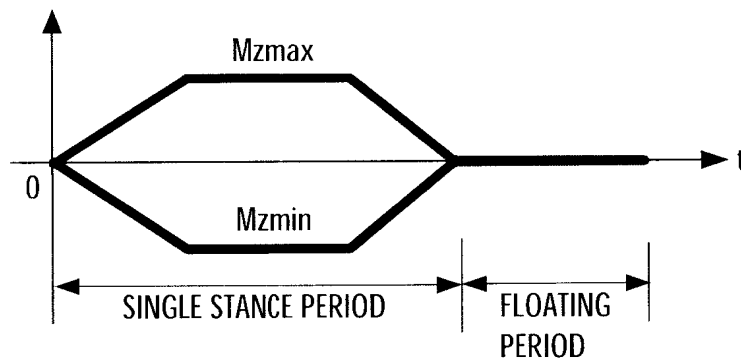 Mzmax
t
0
Mzmin
SINGLE STANCE PERIOD
FLOATING
PERIOD